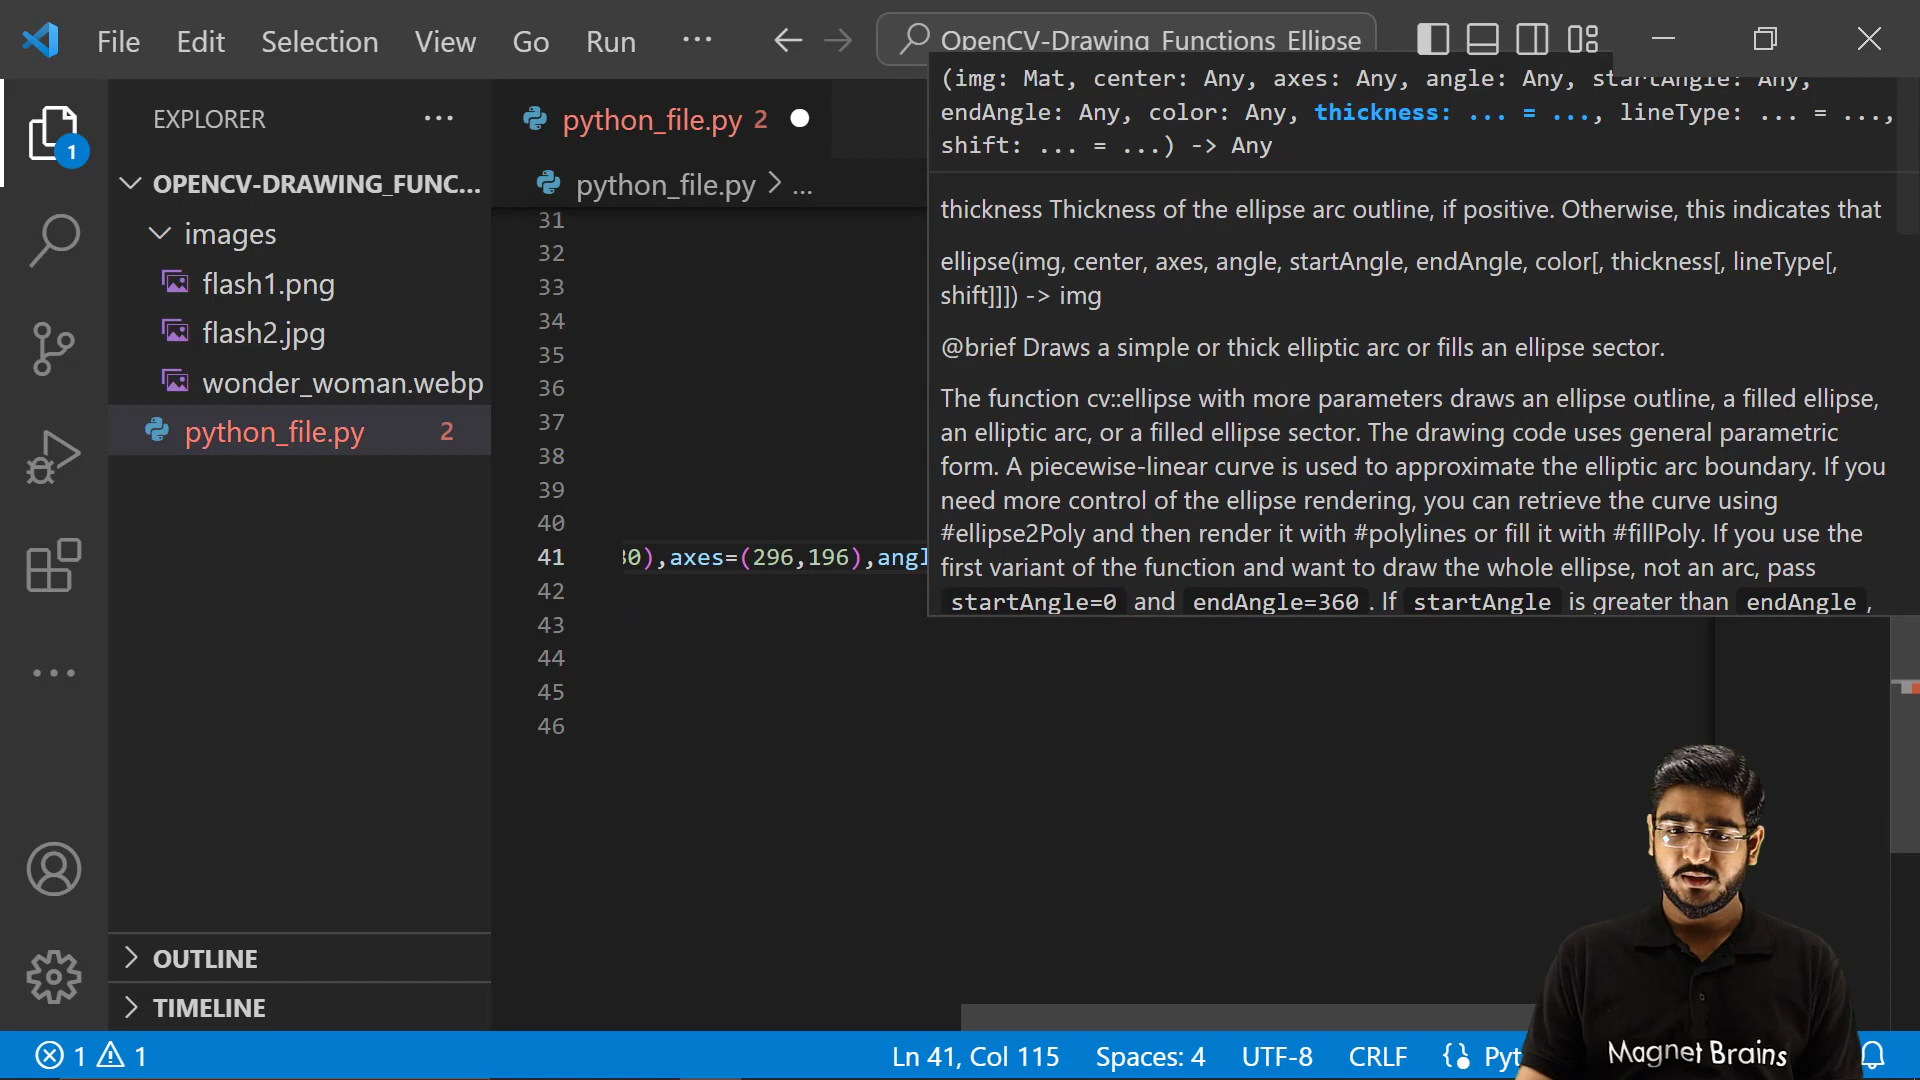 File Edit Selection View Go Run ...
OpenCV-Drawing_Functions_Ellipse
(img: Mat, center: Any, axes: Any, angle: Any, startAngle: Any,
endAngle: Any, color: Any, thickness: ... = ..., lineType: ... = ...,
shift: ... = ...) -> Any
thickness Thickness of the ellipse arc outline, if positive. Otherwise, this indicates that
ellipse(img, center, axes, angle, startAngle, endAngle, color[, thickness[, lineType[,
shift]]]) -> img
@brief Draws a simple or thick elliptic arc or fills an ellipse sector.
The function cv::ellipse with more parameters draws an ellipse outline, a filled ellipse,
an elliptic arc, or a filled ellipse sector. The drawing code uses general parametric
form. A piecewise-linear curve is used to approximate the elliptic arc boundary. If you
need more control of the ellipse rendering, you can retrieve the curve using
#ellipse2Poly and then render it with #polylines or fill it with #fillPoly. If you use the
first variant of the function and want to draw the whole ellipse, not an arc, pass
startAngle=0 and endAngle=360. If startAngle is greater than endAngle,
EXPLORER ...
1
OPENCV-DRAWING_FUNC...
images
flash1.png
flash2.jpg
wonder_woman.webp
python_file.py 2
OUTLINE
TIMELINE
python_file.py 2
python_file.py > ...
31
32
33
34
35
36
37
38
39
40
41 30),axes=(296,196),angl
42
43
44
45
46
Magnet Brains
1 1
Ln 41, Col 115 Spaces: 4 UTF-8 CRLF Pyt